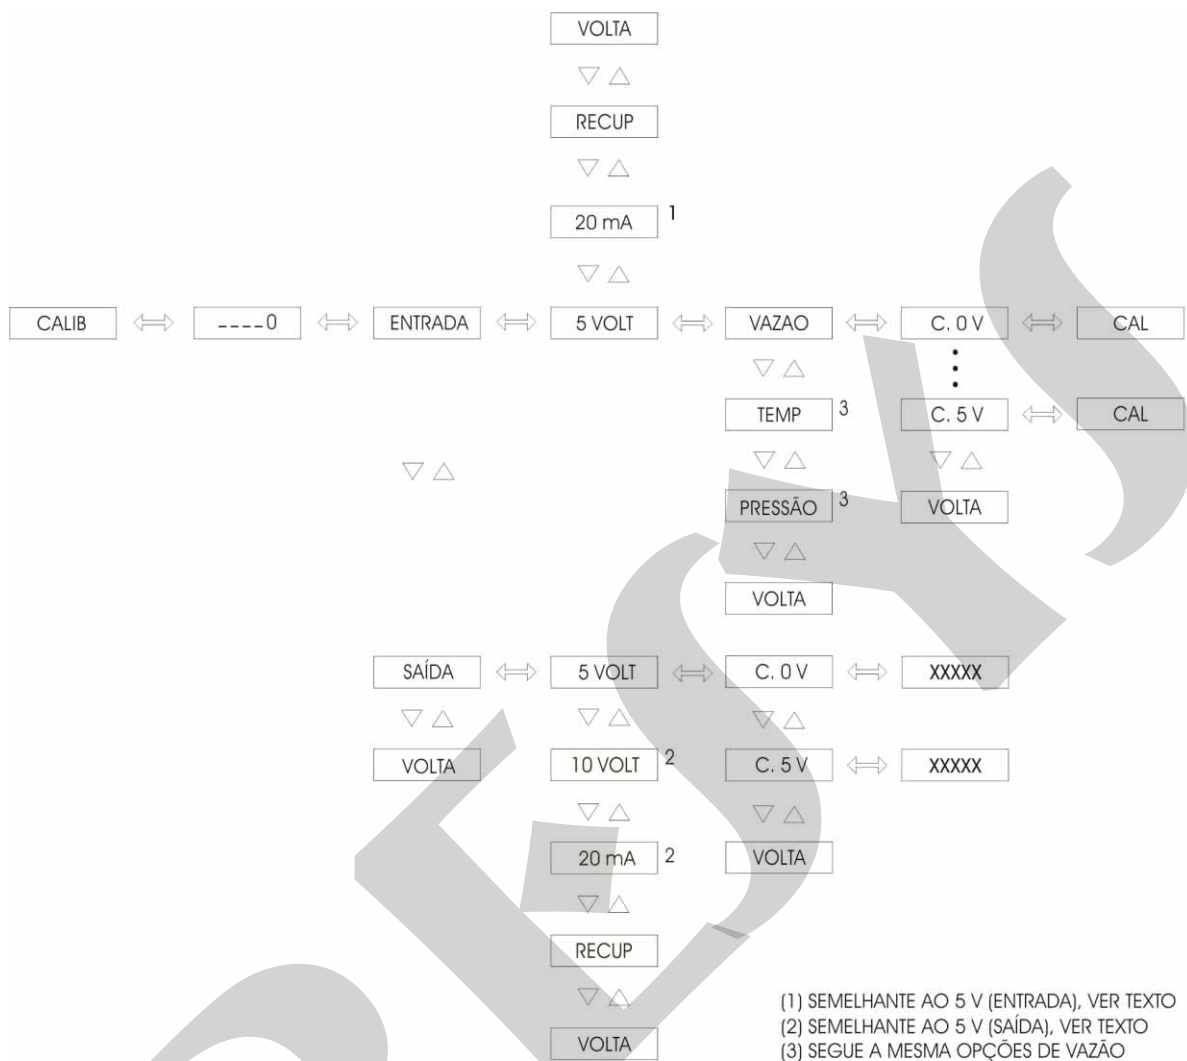 VOLTA
RECUP
20 mA 1
CALIB ----0 ENTRADA 5 VOLT VAZAO C. 0 V CAL
TEMP 3 C. 5 V CAL
PRESSÃO 3 VOLTA
VOLTA
SAÍDA 5 VOLT C. 0 V XXXXX
VOLTA 10 VOLT 2 C. 5 V XXXXX
20 mA 2 VOLTA
RECUP
VOLTA
(1) SEMELHANTE AO 5 V (ENTRADA), VER TEXTO
(2) SEMELHANTE AO 5 V (SAÍDA), VER TEXTO
(3) SEGUE A MESMA OPÇÕES DE VAZÃO